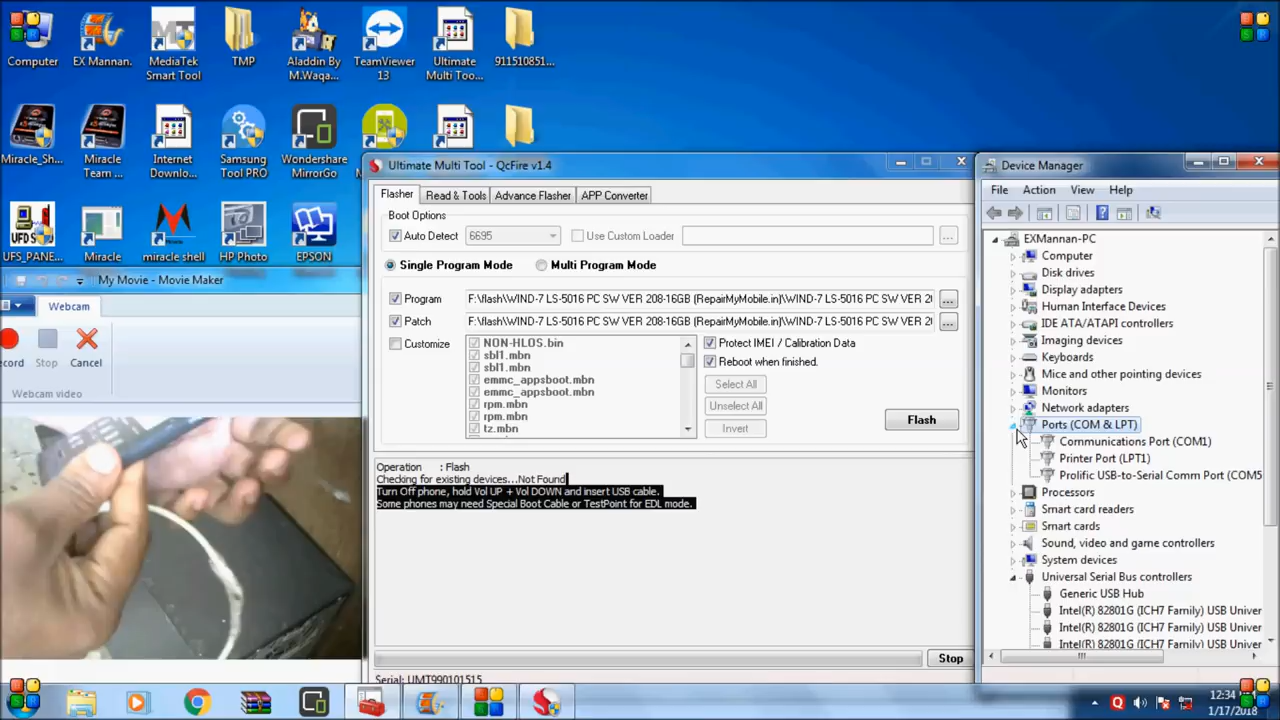 Computer
EX Mannan.
MediaTek
Smart Tool
TMP
Aladdin By
M.Waqa...
TeamViewer
13
Ultimate
Multi Too...
911510851...
Miracle_Sh...
Miracle
Team ...
Internet
Downlo...
Samsung
Tool PRO
Wondershare
MirrorGo
UFS_PANE...
Miracle
miracle shell
HP Photo
EPSON
My Movie - Movie Maker
Webcam
Stop
Cancel
Webcam video
Ultimate Multi Tool - QcFire v1.4
Flasher
Read & Tools
Advance Flasher
APP Converter
Boot Options
Auto Detect
6695
Use Custom Loader
...
Single Program Mode
Multi Program Mode
Program
F:\flash\WIND-7 LS-5016 PC SW VER 208-16GB (RepairMyMobile.in)\WIND-7 LS-5016 PC SW VER 2(
...
Patch
F:\flash\WIND-7 LS-5016 PC SW VER 208-16GB (RepairMyMobile.in)\WIND-7 LS-5016 PC SW VER 2(
...
Customize
NON-HLOS.bin
sbl1.mbn
sbl1.mbn
emmc_appsboot.mbn
emmc_appsboot.mbn
rpm.mbn
rpm.mbn
tz.mbn
Protect IMEI / Calibration Data
Reboot when finished.
Select All
Unselect All
Invert
Flash
Operation : Flash
Checking for existing devices...Not Found
Turn Off phone, hold Vol UP + Vol DOWN and insert USB cable.
Some phones may need Special Boot Cable or TestPoint for EDL mode.
Stop
Serial: UMT990101515
Device Manager
File Action View Help
EXMannan-PC
Computer
Disk drives
Display adapters
Human Interface Devices
IDE ATA/ATAPI controllers
Imaging devices
Keyboards
Mice and other pointing devices
Monitors
Network adapters
Ports (COM & LPT)
Communications Port (COM1)
Printer Port (LPT1)
Prolific USB-to-Serial Comm Port (COM5
Processors
Smart card readers
Smart cards
Sound, video and game controllers
System devices
Universal Serial Bus controllers
Generic USB Hub
Intel(R) 82801G (ICH7 Family) USB Univer
Intel(R) 82801G (ICH7 Family) USB Univer
Intel(R) 82801G (ICH7 Family) USB Univer
12:34
1/17/2018